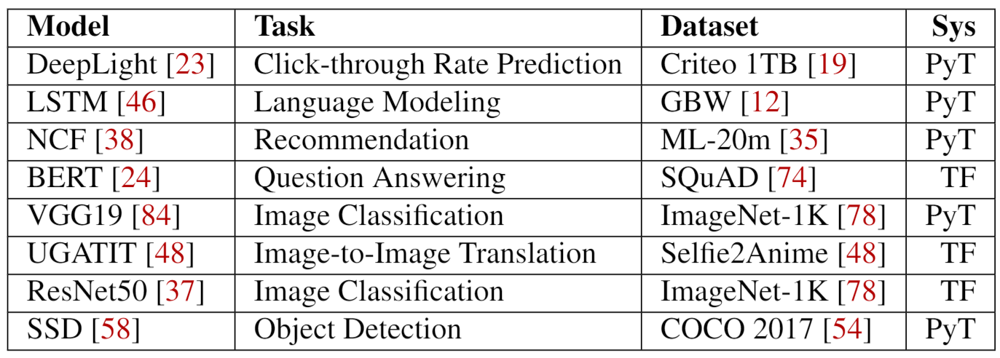 Model Task Dataset Sys
DeepLight [23] Click-through Rate Prediction Criteo 1TB [19] PyT
LSTM [46] Language Modeling GBW [12] PyT
NCF [38] Recommendation ML-20m [35] PyT
BERT [24] Question Answering SQuAD [74] TF
VGG19 [84] Image Classification ImageNet-1K [78] PyT
UGATIT [48] Image-to-Image Translation Selfie2Anime [48] TF
ResNet50 [37] Image Classification ImageNet-1K [78] TF
SSD [58] Object Detection COCO 2017 [54] PyT